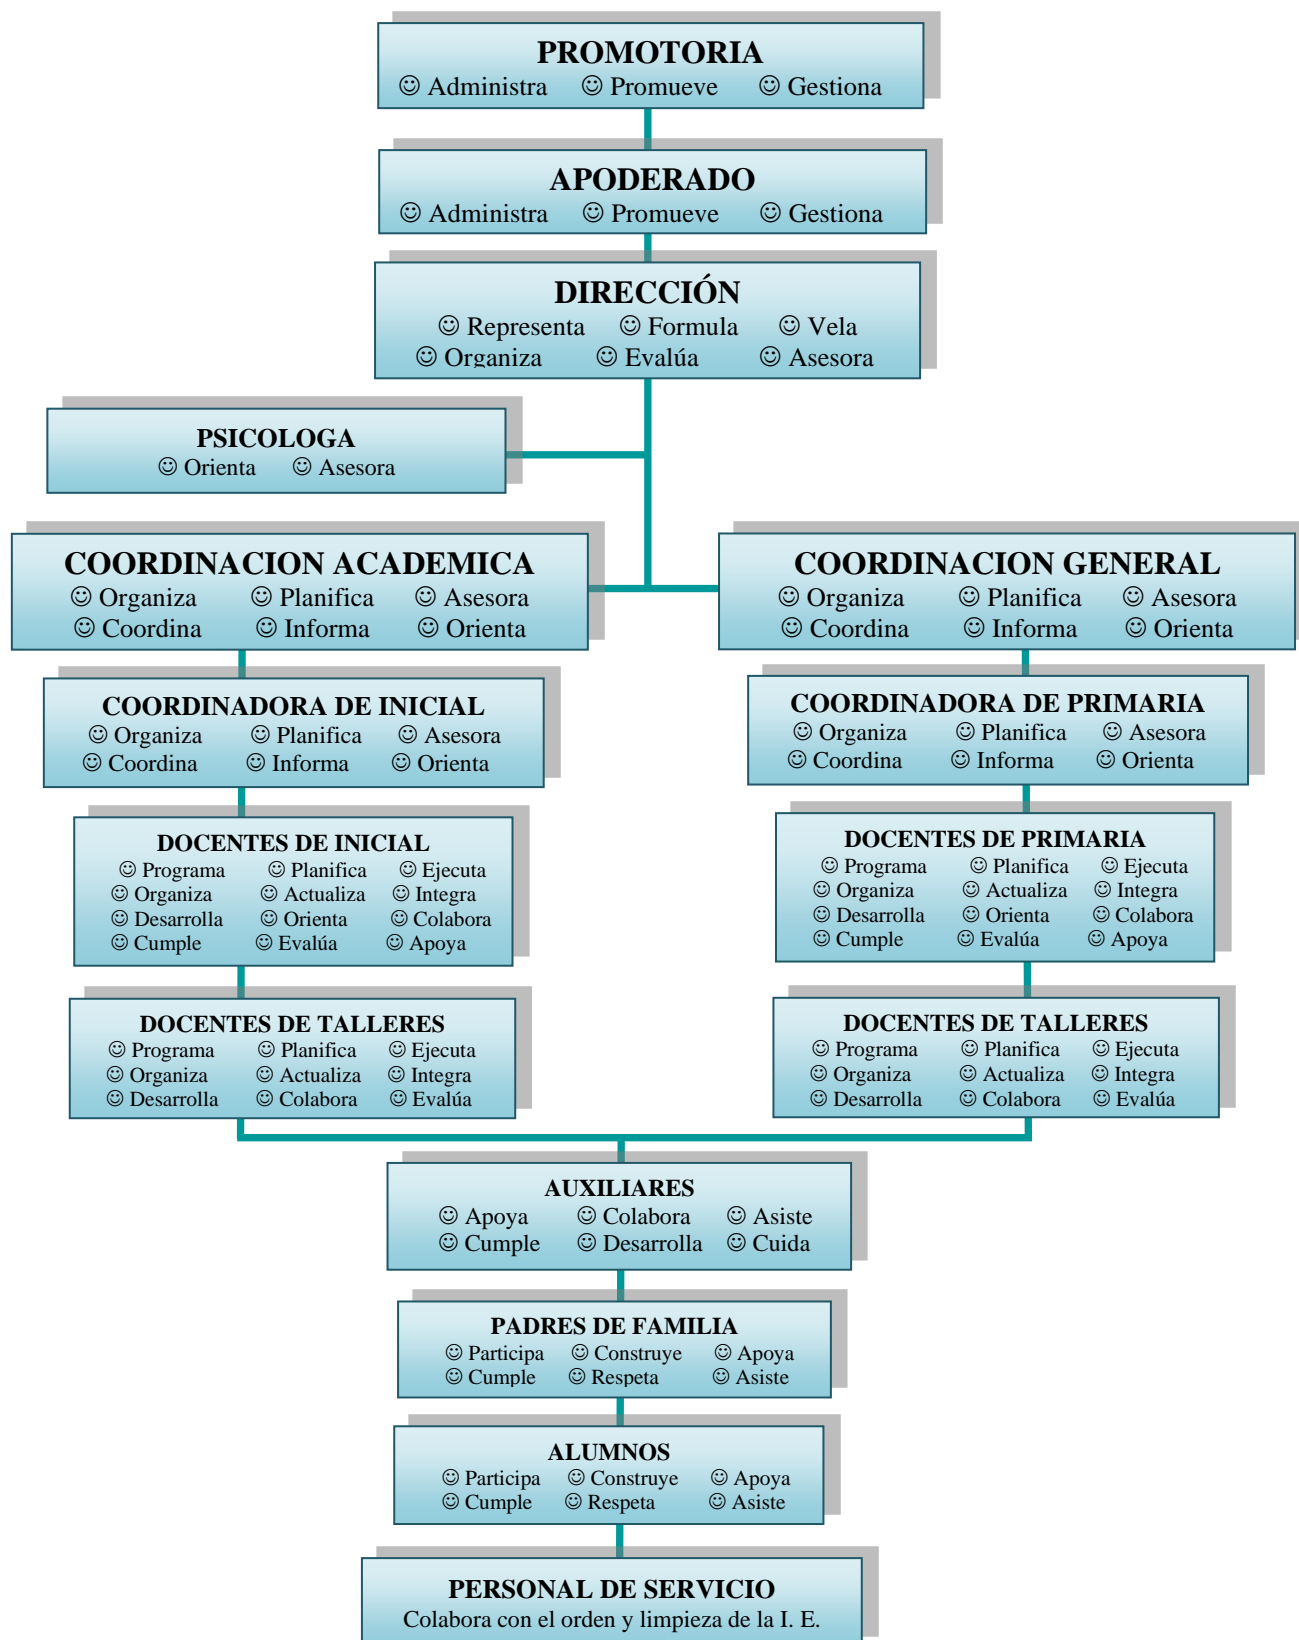 PROMOTORIA
☺ Administra ☺ Promueve ☺ Gestiona
APODERADO
☺ Administra ☺ Promueve ☺ Gestiona
DIRECCIÓN
☺ Representa ☺ Formula ☺ Vela
☺ Organiza ☺ Evalúa ☺ Asesora
PSICOLOGA
☺ Orienta ☺ Asesora
COORDINACION ACADEMICA
☺ Organiza ☺ Planifica ☺ Asesora
☺ Coordina ☺ Informa ☺ Orienta
COORDINACION GENERAL
☺ Organiza ☺ Planifica ☺ Asesora
☺ Coordina ☺ Informa ☺ Orienta
COORDINADORA DE INICIAL
☺ Organiza ☺ Planifica ☺ Asesora
☺ Coordina ☺ Informa ☺ Orienta
COORDINADORA DE PRIMARIA
☺ Organiza ☺ Planifica ☺ Asesora
☺ Coordina ☺ Informa ☺ Orienta
DOCENTES DE INICIAL
☺ Programa ☺ Planifica ☺ Ejecuta
☺ Organiza ☺ Actualiza ☺ Integra
☺ Desarrolla ☺ Orienta ☺ Colabora
☺ Cumple ☺ Evalúa ☺ Apoya
DOCENTES DE PRIMARIA
☺ Programa ☺ Planifica ☺ Ejecuta
☺ Organiza ☺ Actualiza ☺ Integra
☺ Desarrolla ☺ Orienta ☺ Colabora
☺ Cumple ☺ Evalúa ☺ Apoya
DOCENTES DE TALLERES
☺ Programa ☺ Planifica ☺ Ejecuta
☺ Organiza ☺ Actualiza ☺ Integra
☺ Desarrolla ☺ Colabora ☺ Evalúa
DOCENTES DE TALLERES
☺ Programa ☺ Planifica ☺ Ejecuta
☺ Organiza ☺ Actualiza ☺ Integra
☺ Desarrolla ☺ Colabora ☺ Evalúa
AUXILIARES
☺ Apoya ☺ Colabora ☺ Asiste
☺ Cumple ☺ Desarrolla ☺ Cuida
PADRES DE FAMILIA
☺ Participa ☺ Construye ☺ Apoya
☺ Cumple ☺ Respeta ☺ Asiste
ALUMNOS
☺ Participa ☺ Construye ☺ Apoya
☺ Cumple ☺ Respeta ☺ Asiste
PERSONAL DE SERVICIO
Colabora con el orden y limpieza de la I. E.